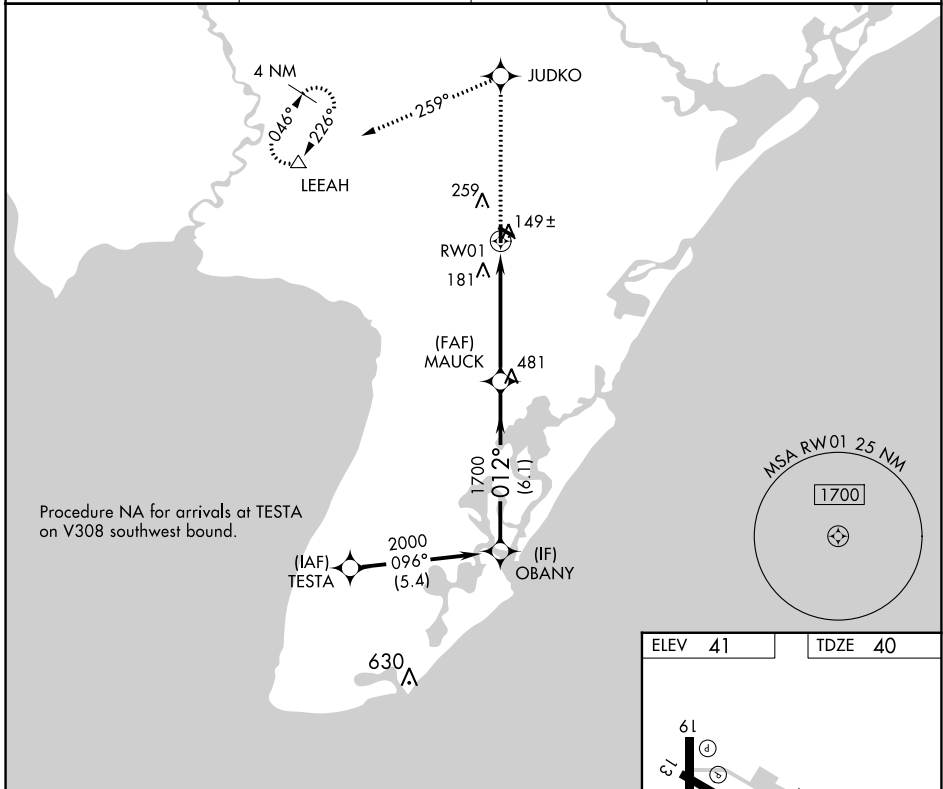 4 NM
046°
226°
LEEAH
259°
JUDKO
259
149±
RW01
181
(FAF)
MAUCK
481
1700
012°
(6.1)
MSA RW01 25 NM
1700
Procedure NA for arrivals at TESTA
on V308 southwest bound.
(IAF)
TESTA
2000
096°
(5.4)
(IF)
OBANY
630
ELEV 41
TDZE 40
19
P
13
P